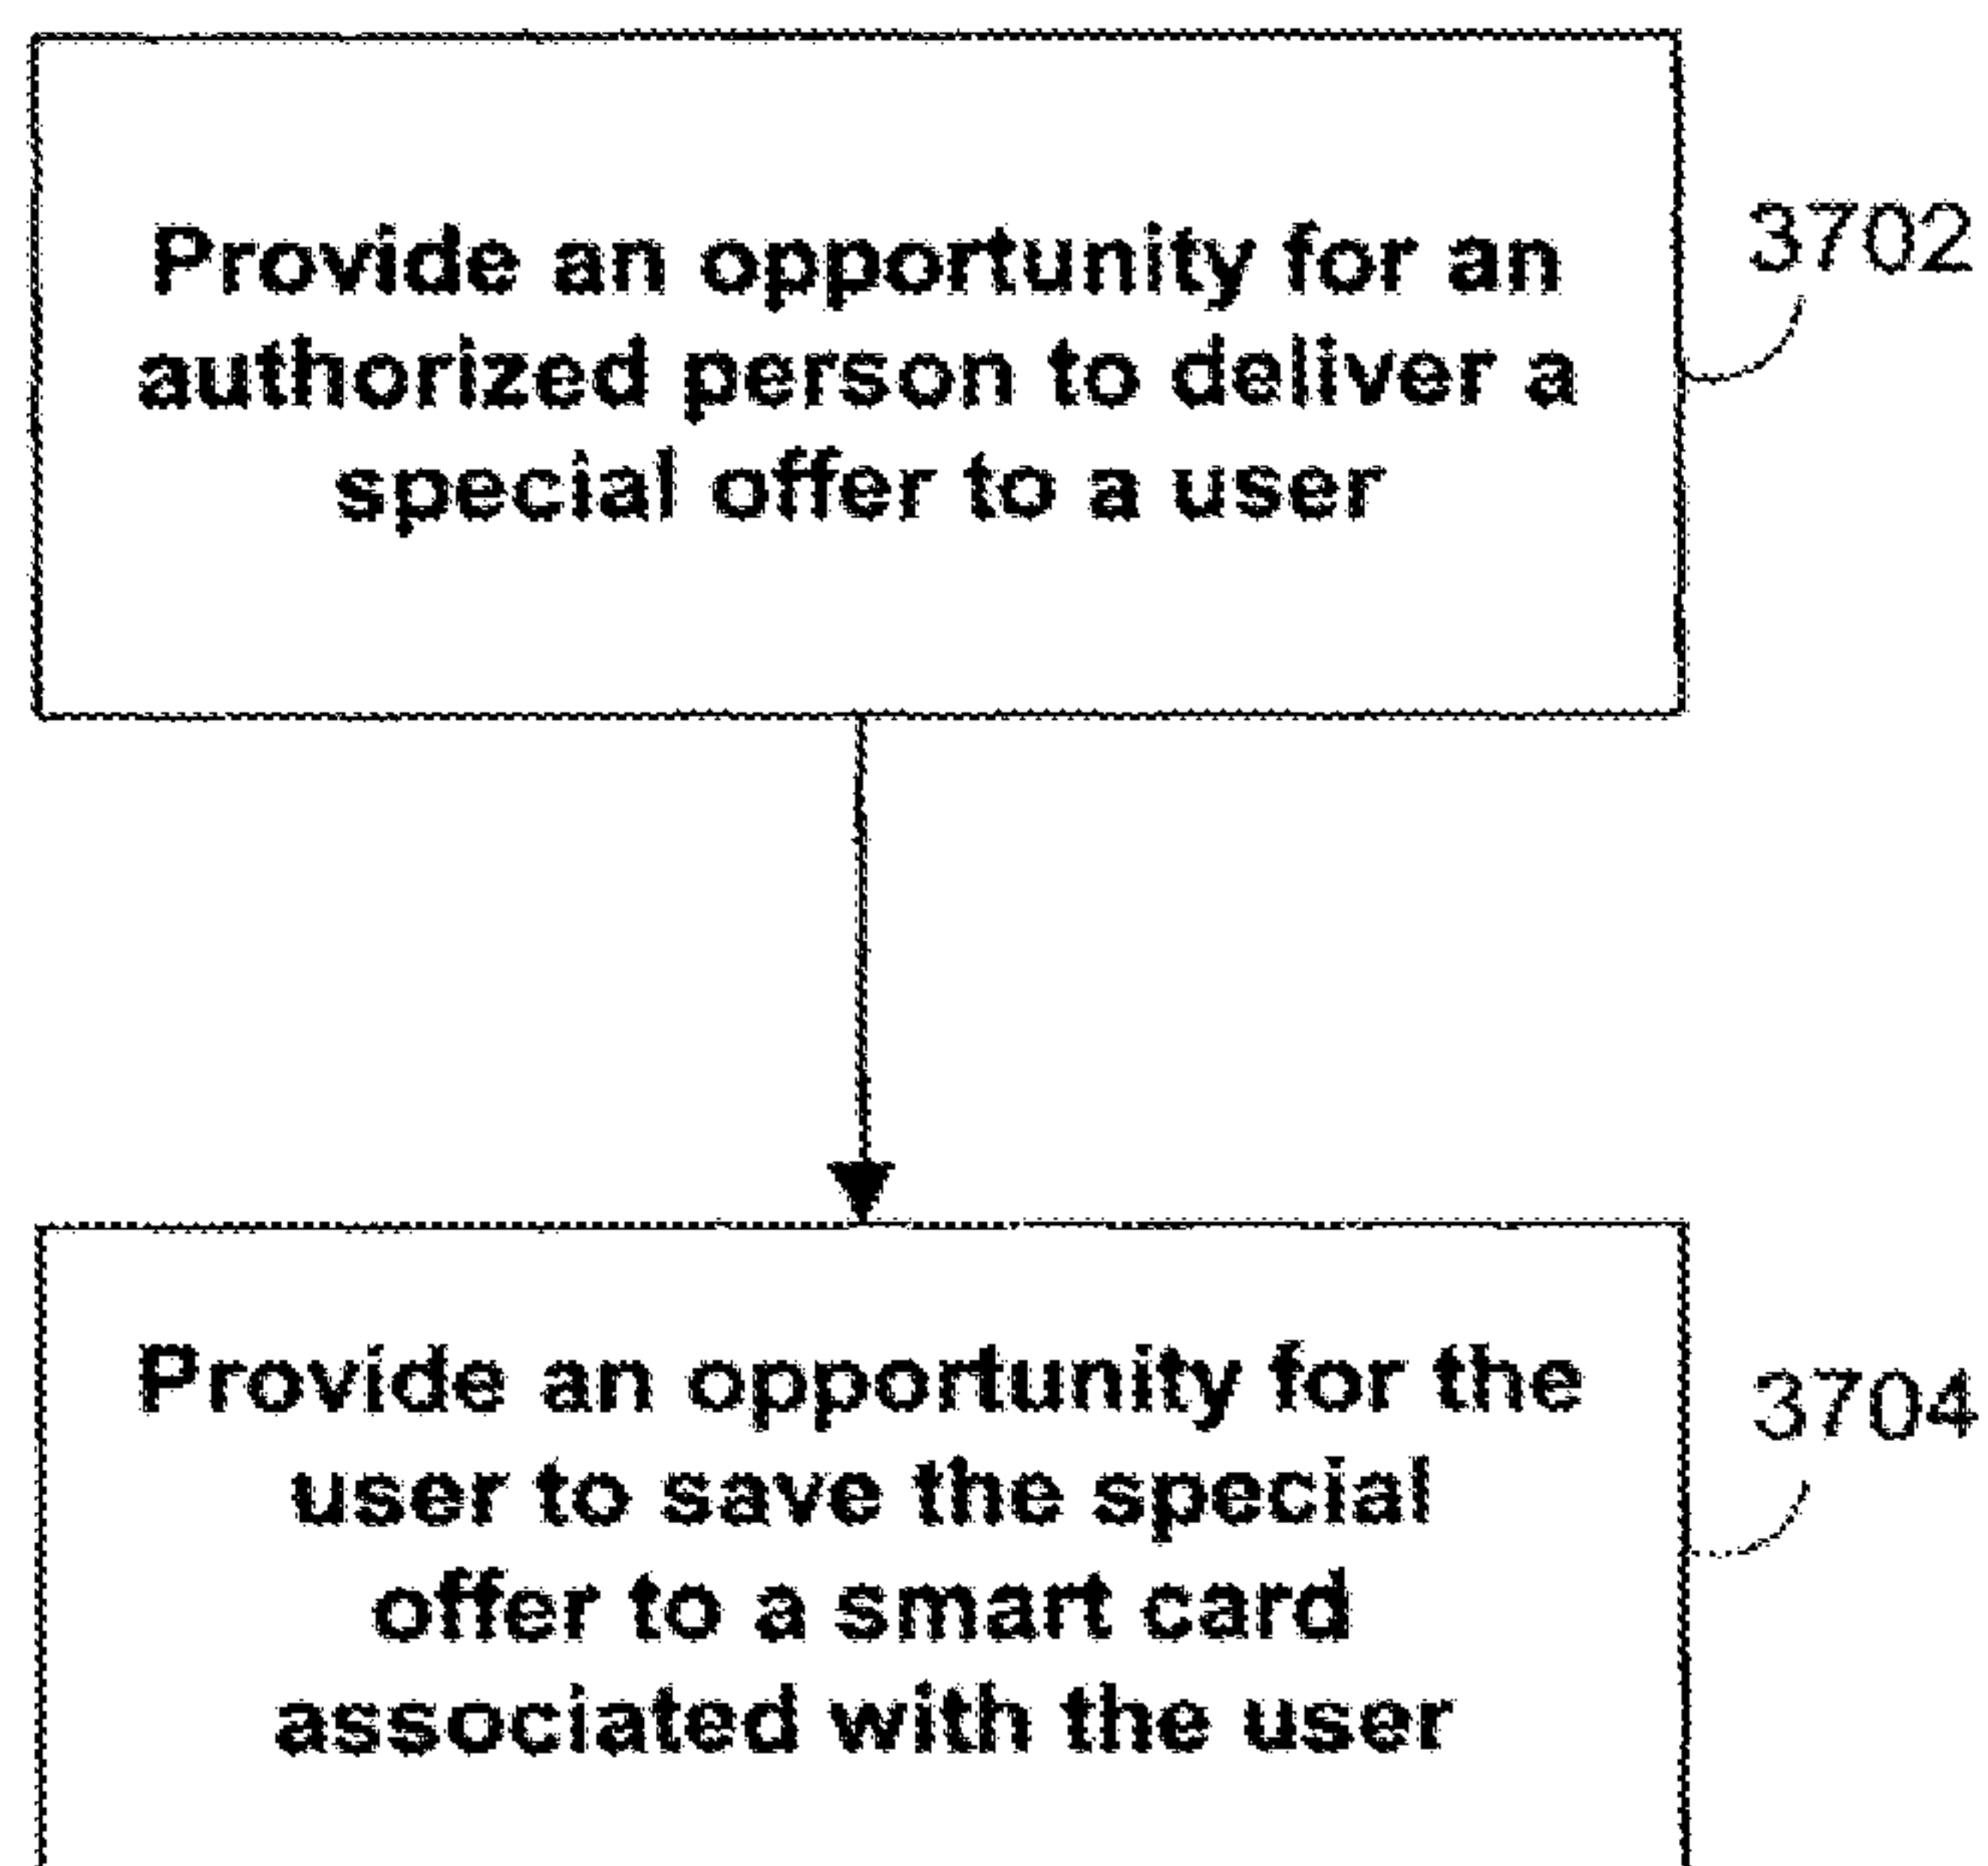 Provide an opportunity for an
authorized person to deliver a
special offer to a user
3702
Provide an opportunity for the
user to save the special
offer to a smart card
associated with the user
3704